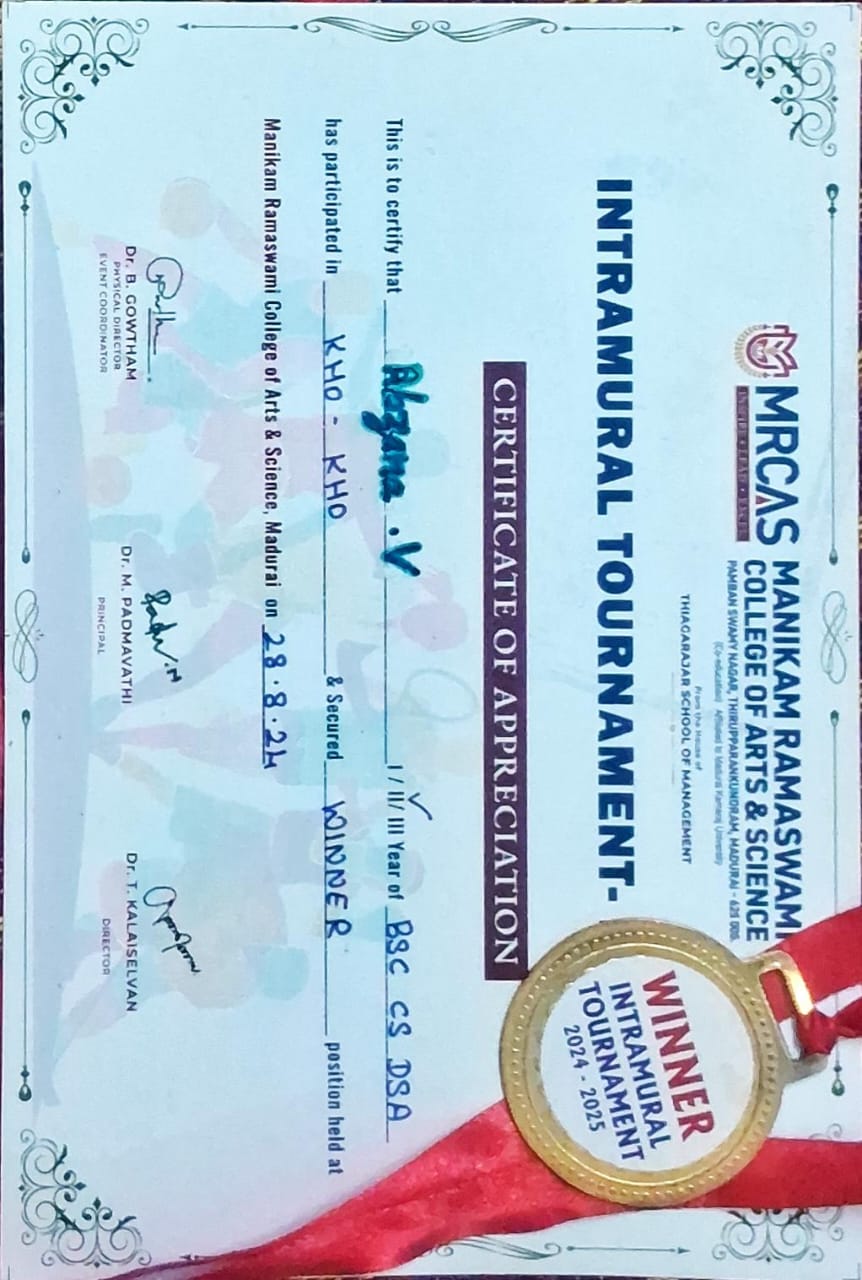 MRCAS
MANIKAM RAMASWAMI
COLLEGE OF ARTS & SCIENCE
PAMBAN SWAMY NAGAR, THIRUPPARANKUNDRAM, MADURAI - 625 005.
(Co-education) Affiliated to Madurai Kamaraj University
From the House of
THIAGARAJAR SCHOOL OF MANAGEMENT
INTRAMURAL TOURNAMENT-
WINNER
INTRAMURAL
TOURNAMENT
2024 - 2025
CERTIFICATE OF APPRECIATION
This is to certify that Abzana .V I / II/ III Year of BSC CS DSA
has participated in KHO - KHO & Secured WINNER position held at
Manikam Ramaswami College of Arts & Science, Madurai on 28.8.24
Dr. B. GOWTHAM
PHYSICAL DIRECTOR
EVENT COORDINATOR
Dr. M. PADMAVATHI
PRINCIPAL
Dr. T. KALAISELVAN
DIRECTOR